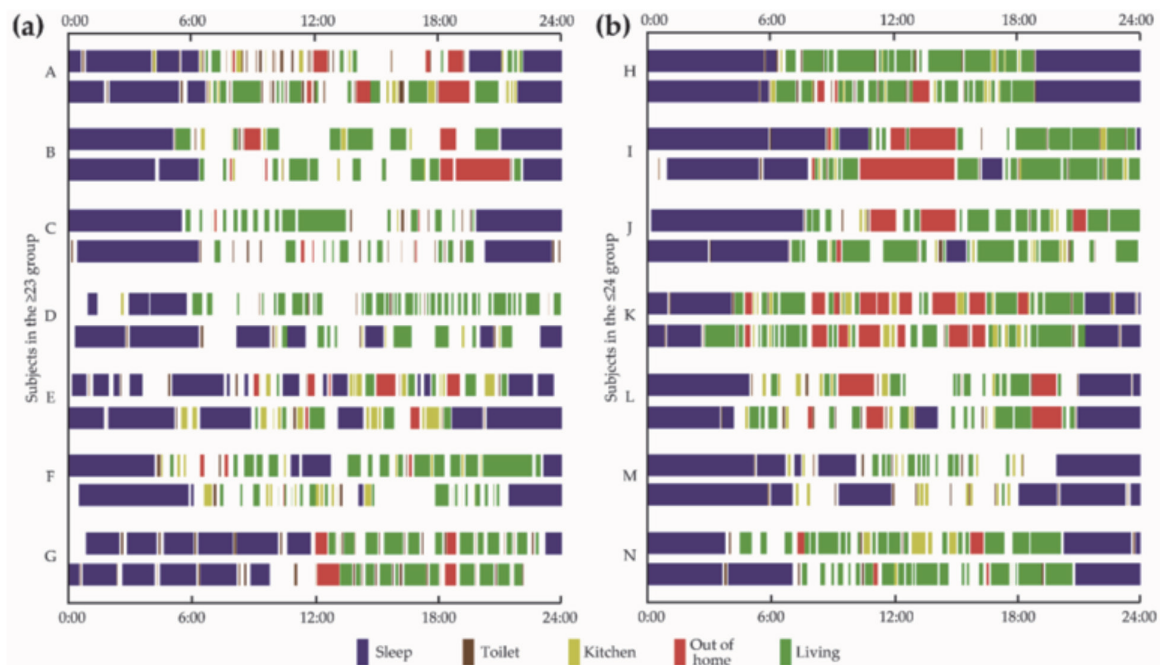 (a) 0:00 6:00 12:00 18:00 24:00
(b) 0:00 6:00 12:00 18:00 24:00
Subjects in the ≥23 group
A
B
C
D
E
F
G
Subjects in the ≤24 group
H
I
J
K
L
M
N
0:00 6:00 12:00 18:00 24:00
0:00 6:00 12:00 18:00 24:00
Sleep Toilet Kitchen Out of home Living